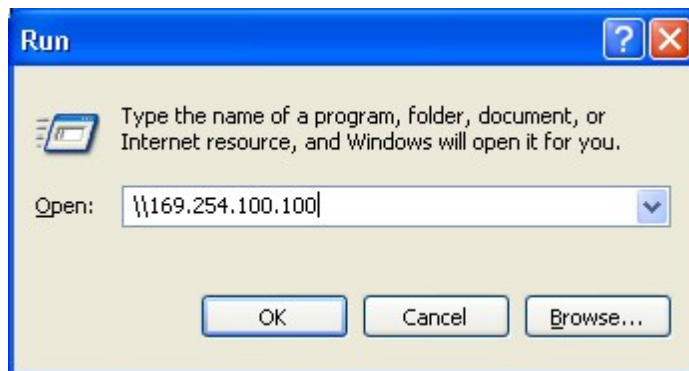 Run
Type the name of a program, folder, document, or
Internet resource, and Windows will open it for you.
Open: \\169.254.100.100
OK Cancel Browse...